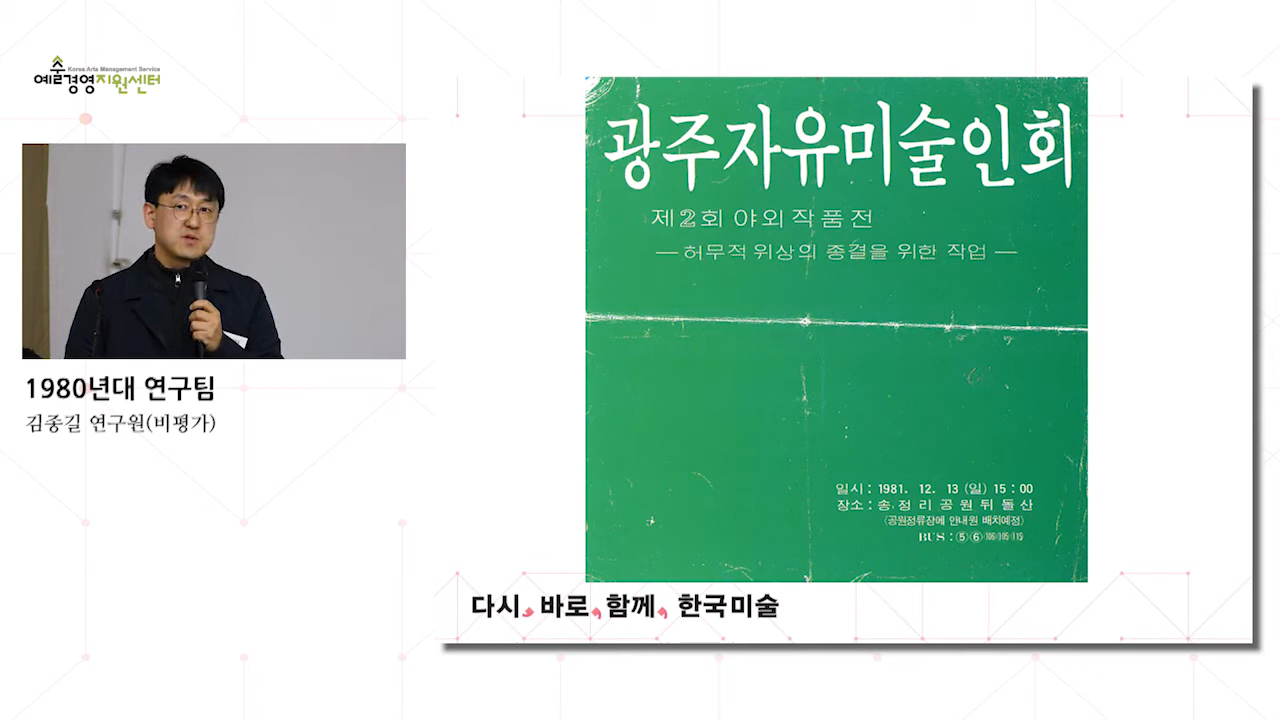 Korea Arts Management Service
예술경영지원센터
광주자유미술인회
제2회 야외작품전
— 허무적 위상의 종결을 위한 작업 —
일시 : 1981. 12. 13 (일) 15 : 00
장소 : 송정리공원뒤돌산
(공원정류장에 안내원 배치예정)
BUS : ⑤ ⑥
1980년대 연구팀
김종길 연구원(비평가)
다시, 바로, 함께, 한국미술